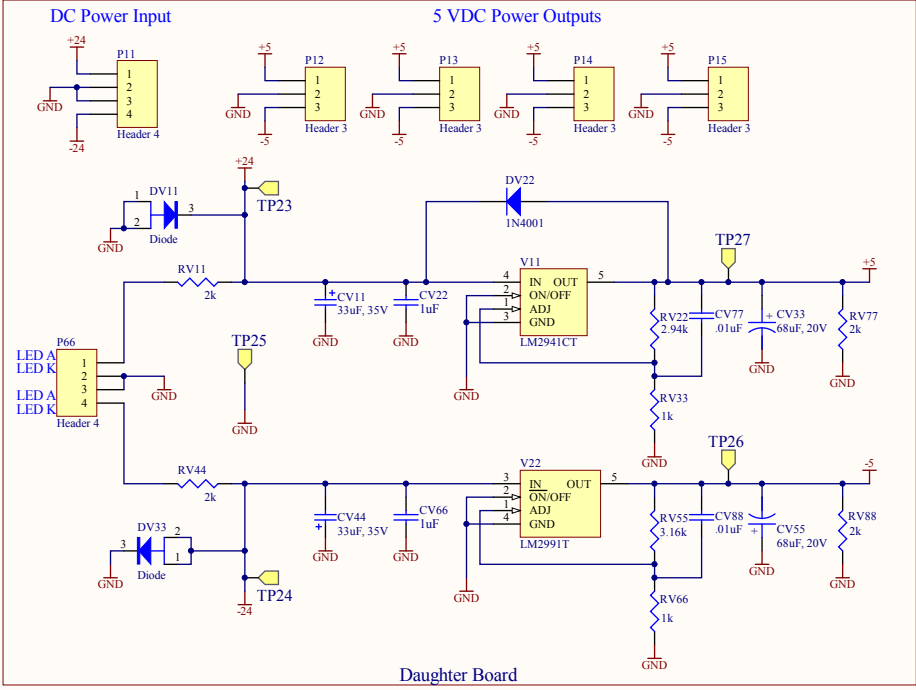 DC Power Input
5 VDC Power Outputs
+24
P11
1
2
3
4
GND
-24
Header 4
+5
P12
1
2
3
GND
-5
Header 3
+5
P13
1
2
3
GND
-5
Header 3
+5
P14
1
2
3
GND
-5
Header 3
+5
P15
1
2
3
GND
-5
Header 3
+24
TP23
DV11
1
2
3
Diode
GND
DV22
1N4001
RV11
2k
CV11
33uF, 35V
+
GND
CV22
1uF
GND
V11
4
IN
OUT
5
2
ON/OFF
1
ADJ
3
GND
LM2941CT
GND
TP27
+5
RV22
2.94k
CV77
.01uF
+
CV33
68uF, 20V
GND
RV77
2k
GND
RV33
1k
GND
LED A
LED K
LED A
LED K
P66
1
2
3
4
Header 4
GND
TP25
GND
RV44
2k
DV33
3
2
1
Diode
GND
TP24
-24
CV44
33uF, 35V
+
GND
CV66
1uF
GND
V22
3
IN
OUT
5
2
ON/OFF
1
ADJ
4
GND
LM2991T
GND
TP26
-5
RV55
3.16k
CV88
.01uF
+
CV55
68uF, 20V
GND
RV88
2k
GND
RV66
1k
GND
Daughter Board